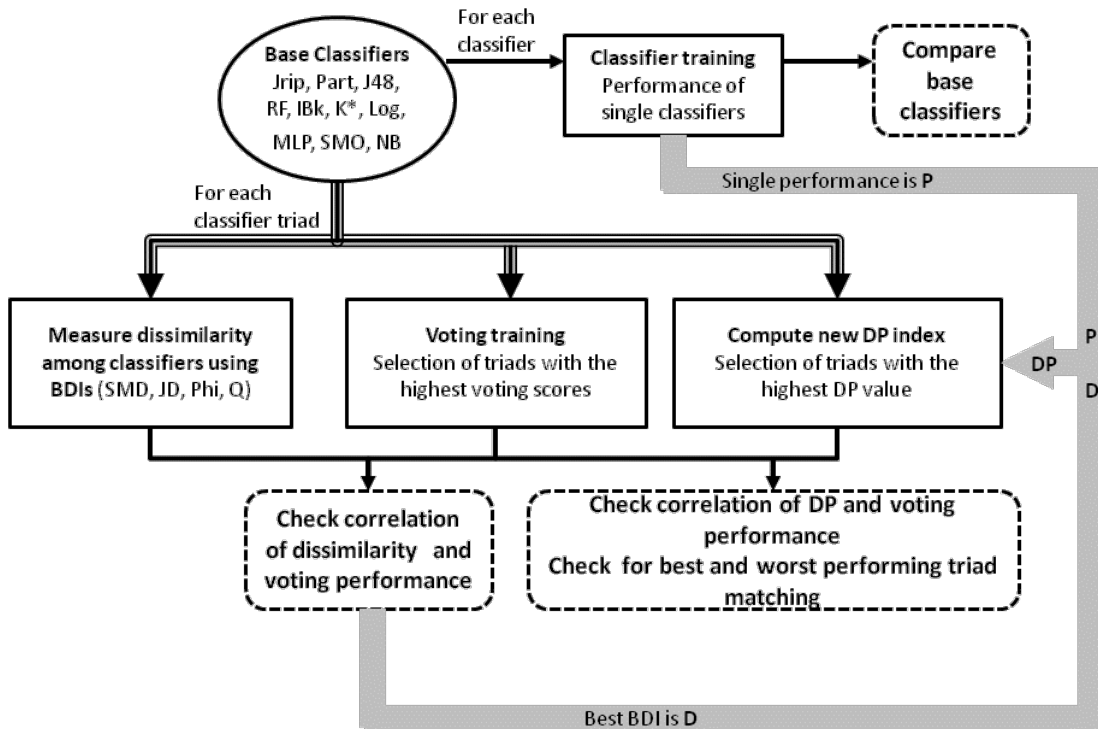 For each
classifier
Base Classifiers
Jrip, Part, J48,
RF, IBk, K*, Log,
MLP, SMO, NB
Classifier training
Performance of
single classifiers
Compare
base
classifiers
Single performance is P
For each
classifier triad
Measure dissimilarity
among classifiers using
BDIs (SMD, JD, Phi, Q)
Voting training
Selection of triads with the
highest voting scores
Compute new DP index
Selection of triads with the
highest DP value
P
DP
D
Check correlation
of dissimilarity and
voting performance
Check correlation of DP and voting
performance
Check for best and worst performing triad
matching
Best BDI is D